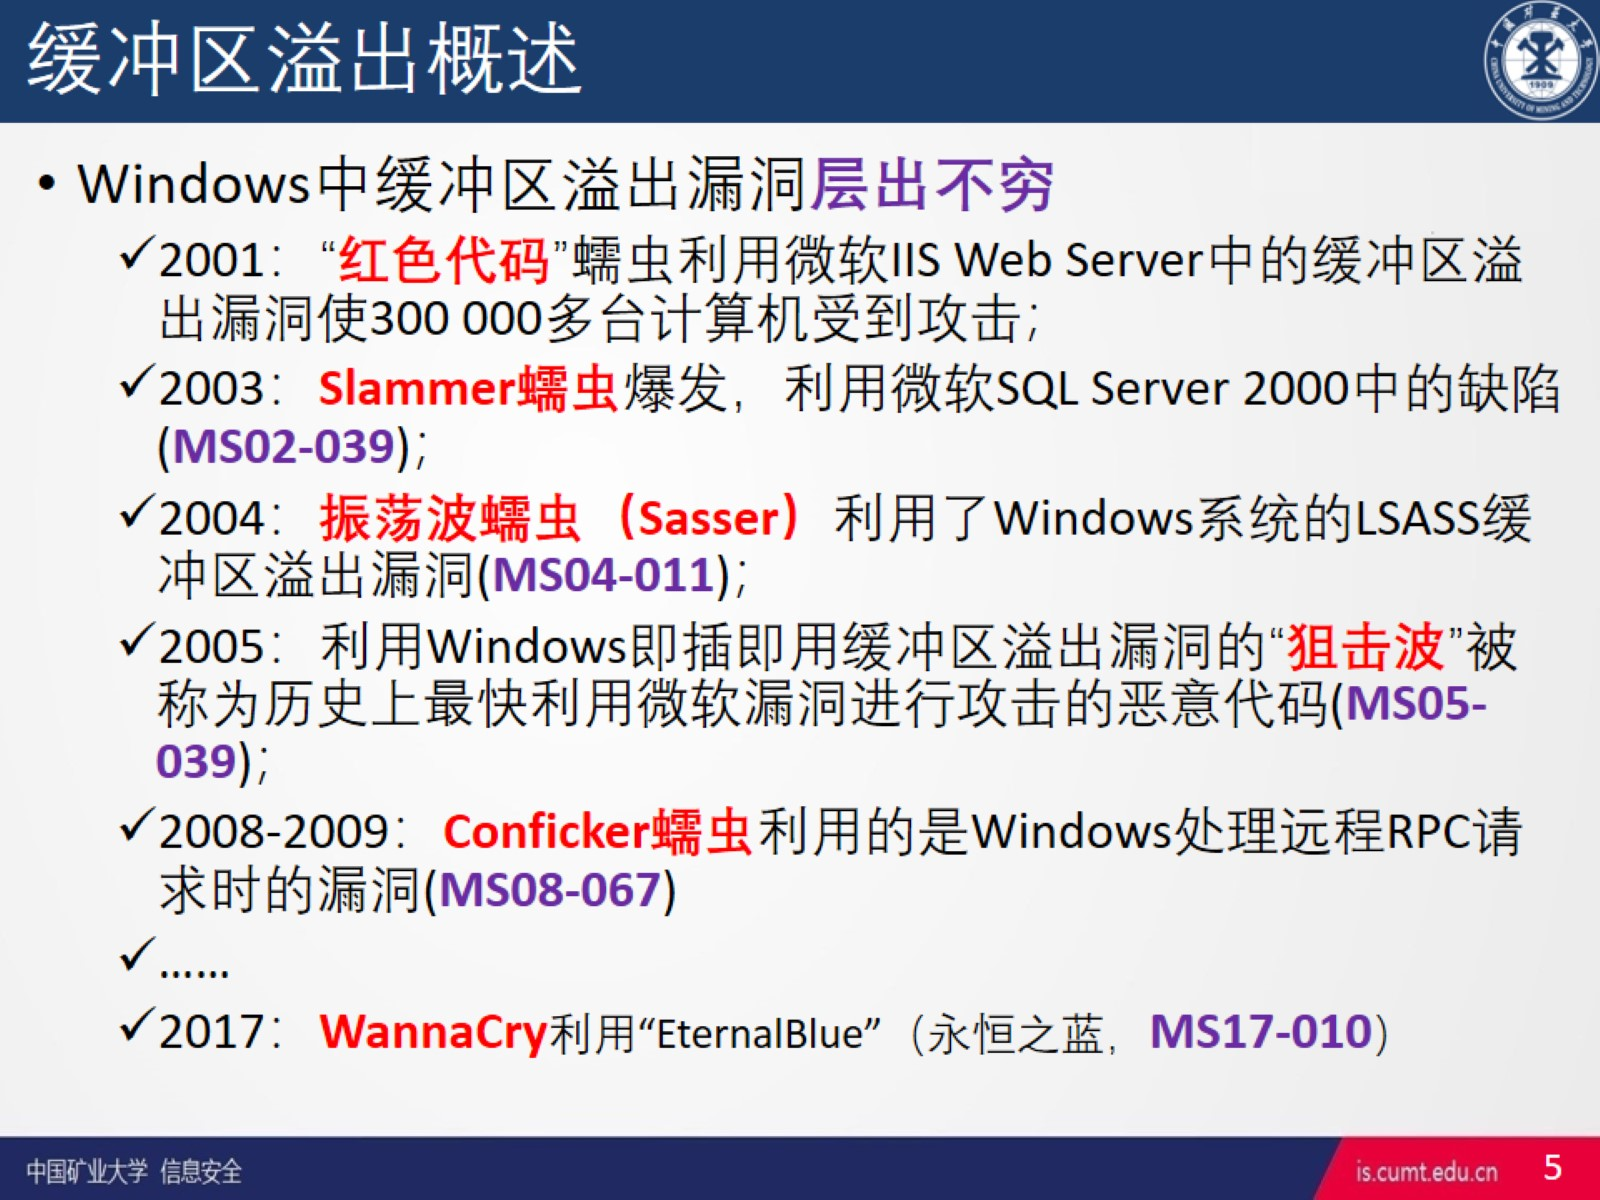 缓冲区溢出概述
中国矿业大学
CHINA UNIVERSITY OF MINING AND TECHNOLOGY
1909
• Windows中缓冲区溢出漏洞层出不穷
✓2001：“红色代码”蠕虫利用微软IIS Web Server中的缓冲区溢
出漏洞使300 000多台计算机受到攻击；
✓2003：Slammer蠕虫爆发，利用微软SQL Server 2000中的缺陷
(MS02-039)；
✓2004：振荡波蠕虫（Sasser）利用了Windows系统的LSASS缓
冲区溢出漏洞(MS04-011)；
✓2005：利用Windows即插即用缓冲区溢出漏洞的“狙击波”被
称为历史上最快利用微软漏洞进行攻击的恶意代码(MS05-
039)；
✓2008-2009：Conficker蠕虫利用的是Windows处理远程RPC请
求时的漏洞(MS08-067)
✓……
✓2017：WannaCry利用“EternalBlue”（永恒之蓝，MS17-010）
中国矿业大学 信息安全
is.cumt.edu.cn
5